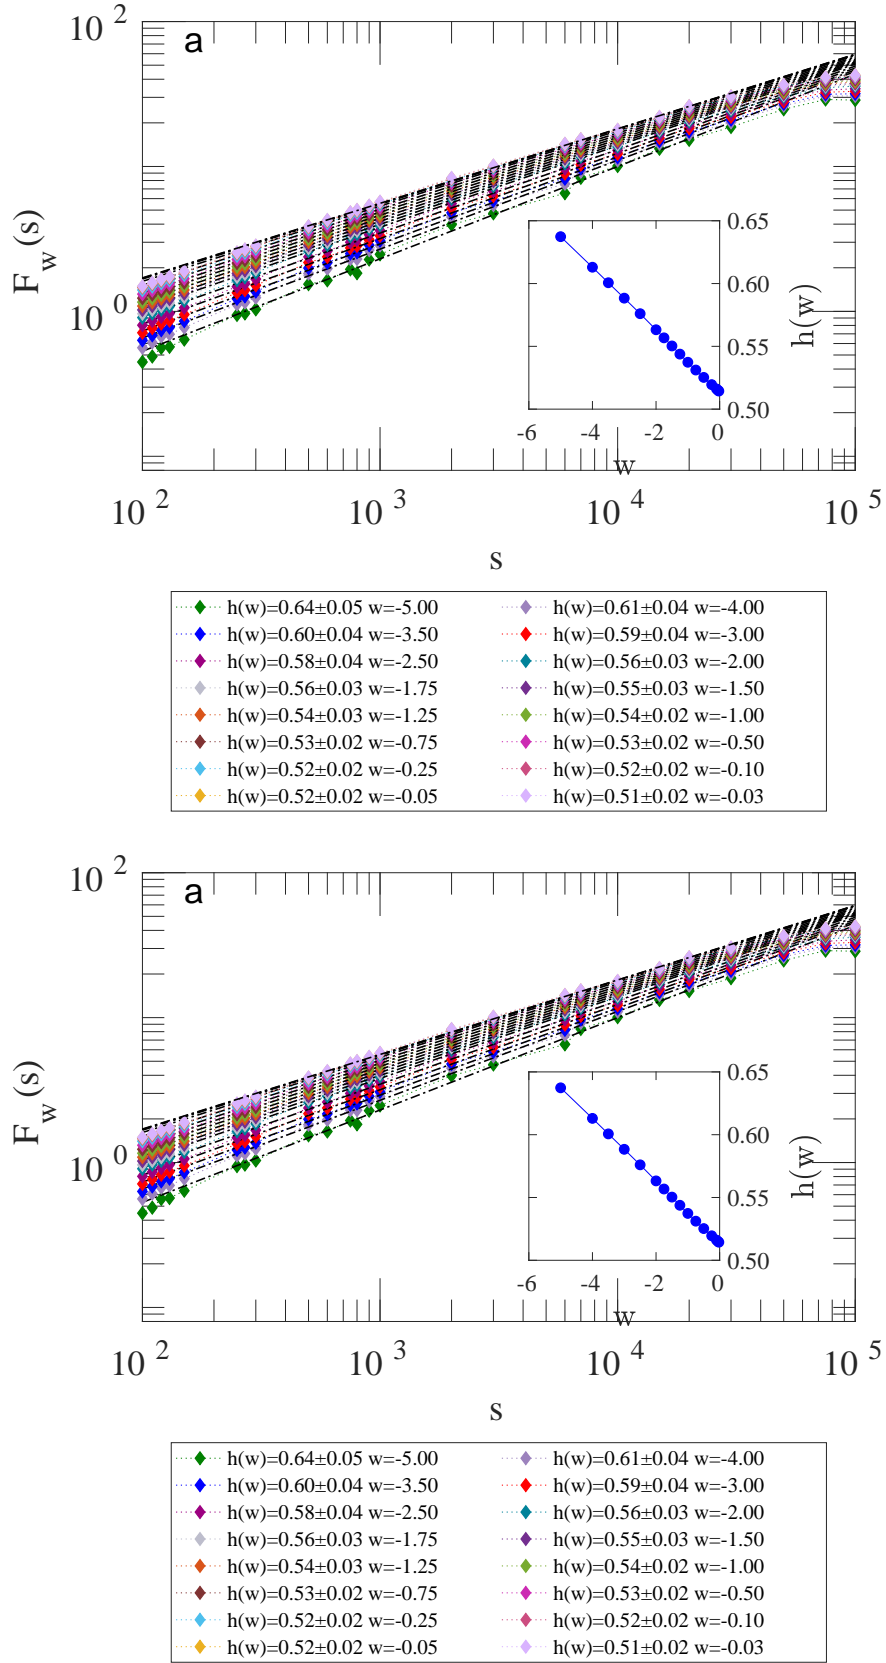 10^2
a
F_w(s)
10^0
0.65
0.60
0.55
0.50
h(w)
-6 -4 -2 0
w
10^2 10^3 10^4 10^5
s
h(w)=0.64±0.05 w=-5.00 h(w)=0.61±0.04 w=-4.00
h(w)=0.60±0.04 w=-3.50 h(w)=0.59±0.04 w=-3.00
h(w)=0.58±0.04 w=-2.50 h(w)=0.56±0.03 w=-2.00
h(w)=0.56±0.03 w=-1.75 h(w)=0.55±0.03 w=-1.50
h(w)=0.54±0.03 w=-1.25 h(w)=0.54±0.02 w=-1.00
h(w)=0.53±0.02 w=-0.75 h(w)=0.53±0.02 w=-0.50
h(w)=0.52±0.02 w=-0.25 h(w)=0.52±0.02 w=-0.10
h(w)=0.52±0.02 w=-0.05 h(w)=0.51±0.02 w=-0.03
10^2
a
F_w(s)
10^0
0.65
0.60
0.55
0.50
h(w)
-6 -4 -2 0
w
10^2 10^3 10^4 10^5
s
h(w)=0.64±0.05 w=-5.00 h(w)=0.61±0.04 w=-4.00
h(w)=0.60±0.04 w=-3.50 h(w)=0.59±0.04 w=-3.00
h(w)=0.58±0.04 w=-2.50 h(w)=0.56±0.03 w=-2.00
h(w)=0.56±0.03 w=-1.75 h(w)=0.55±0.03 w=-1.50
h(w)=0.54±0.03 w=-1.25 h(w)=0.54±0.02 w=-1.00
h(w)=0.53±0.02 w=-0.75 h(w)=0.53±0.02 w=-0.50
h(w)=0.52±0.02 w=-0.25 h(w)=0.52±0.02 w=-0.10
h(w)=0.52±0.02 w=-0.05 h(w)=0.51±0.02 w=-0.03